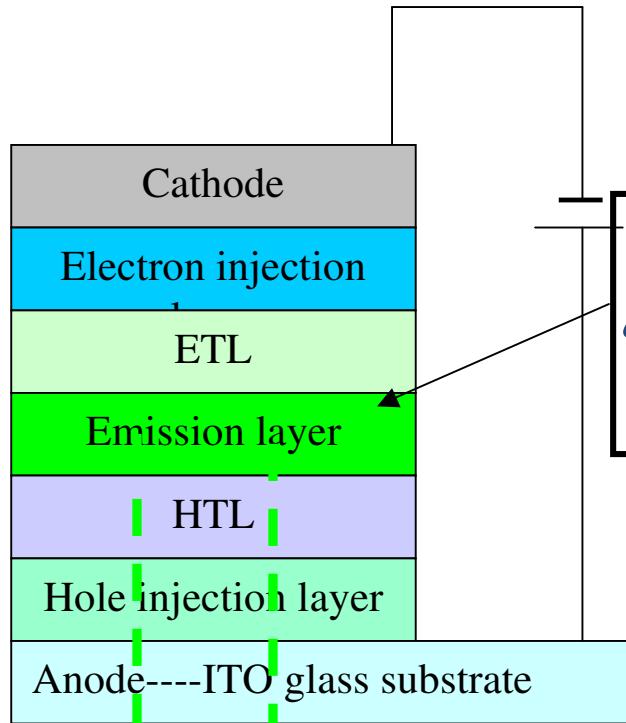 Cathode
Electron injection
ETL
Emission layer
HTL
Hole injection layer
Anode----ITO glass substrate